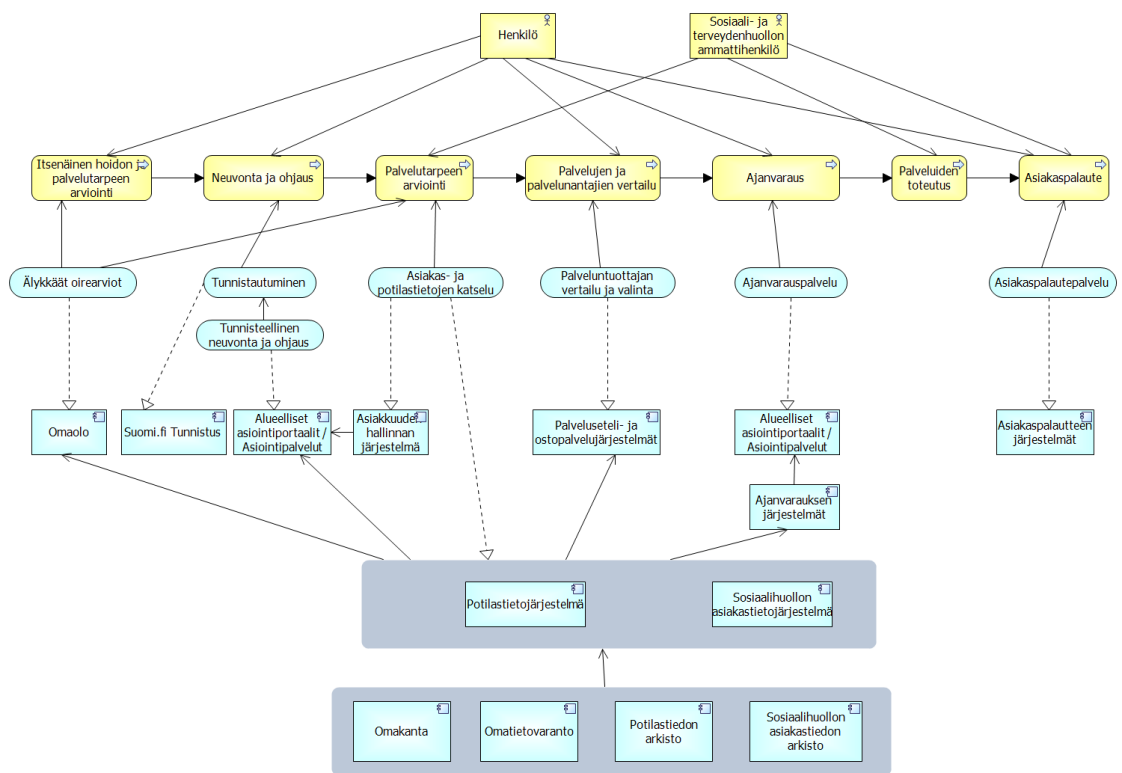 Henkilö
Sosiaali- ja
terveydenhuollon
ammattihenkilö
Itsenäinen hoidon ja
palvelutarpeen
arviointi
Neuvonta ja ohjaus
Palvelutarpeen
arviointi
Palvelujen ja
palvelunantajien vertailu
Ajanvaraus
Palveluiden
toteutus
Asiakaspalaute
Älykkäät oirearviot
Tunnistautuminen
Asiakas- ja
potilastietojen katselu
Palveluntuottajan
vertailu ja valinta
Ajanvarauspalvelu
Asiakaspalautepalvelu
Tunnisteellinen
neuvonta ja ohjaus
Omaolo
Suomi.fi Tunnistus
Alueelliset
asiointiportaalit /
Asiointipalvelut
Asiakkuuden
hallinnan
järjestelmä
Palveluseteli- ja
ostopalvelujärjestelmät
Alueelliset
asiointiportaalit /
Asiointipalvelut
Asiakaspalautteen
järjestelmät
Ajanvarauksen
järjestelmät
Potilastietojärjestelmä
Sosiaalihuollon
asiakastietojärjestelmä
Omakanta
Omatietovaranto
Potilastiedon
arkisto
Sosiaalihuollon
asiakastiedon
arkisto